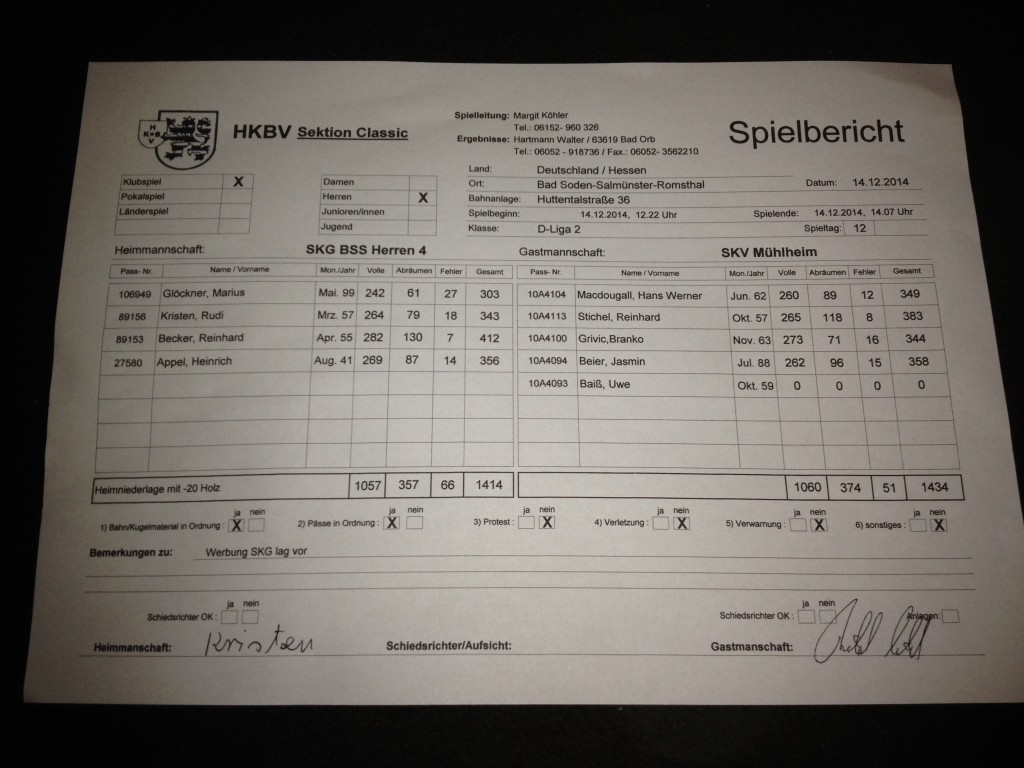 H K B V
HKBV Sektion Classic
Spielleitung: Margit Köhler
Tel.: 06152- 960 326
Ergebnisse: Hartmann Walter / 63619 Bad Orb
Tel.: 06052 - 918736 / Fax.: 06052- 3562210
Spielbericht
Klubspiel X
Pokalspiel
Länderspiel
Damen
Herren X
Junioren/innen
Jugend
Land: Deutschland / Hessen
Ort: Bad Soden-Salmünster-Romsthal Datum: 14.12.2014
Bahnanlage: Huttentalstraße 36
Spielbeginn: 14.12.2014, 12.22 Uhr Spielende: 14.12.2014, 14.07 Uhr
Klasse: D-Liga 2 Spieltag: 12
Heimmannschaft: SKG BSS Herren 4 Gastmannschaft: SKV Mühlheim
Pass- Nr. Name / Vorname Mon./Jahr Volle Abräumen Fehler Gesamt Pass- Nr. Name / Vorname Mon./Jahr Volle Abräumen Fehler Gesamt
106949 Glöckner, Marius Mai. 99 242 61 27 303 10A4104 Macdougall, Hans Werner Jun. 62 260 89 12 349
89156 Kristen, Rudi Mrz. 57 264 79 18 343 10A4113 Stichel, Reinhard Okt. 57 265 118 8 383
89153 Becker, Reinhard Apr. 55 282 130 7 412 10A4100 Grivic,Branko Nov. 63 273 71 16 344
27580 Appel, Heinrich Aug. 41 269 87 14 356 10A4094 Beier, Jasmin Jul. 88 262 96 15 358
10A4093 Baiß, Uwe Okt. 59 0 0 0 0
Heimniederlage mit -20 Holz 1057 357 66 1414 1060 374 51 1434
ja nein ja nein ja nein ja nein ja nein ja nein
1) Bahn/Kugelmaterial in Ordnung : X 2) Pässe in Ordnung : X 3) Protest : X 4) Verletzung : X 5) Verwarnung : X 6) sonstiges : X
Bemerkungen zu: Werbung SKG lag vor
ja nein ja nein
Schiedsrichter OK : Schiedsrichter OK : Anlagen:
Heimmanschaft: Kristen Schiedsrichter/Aufsicht: Gastmanschaft: